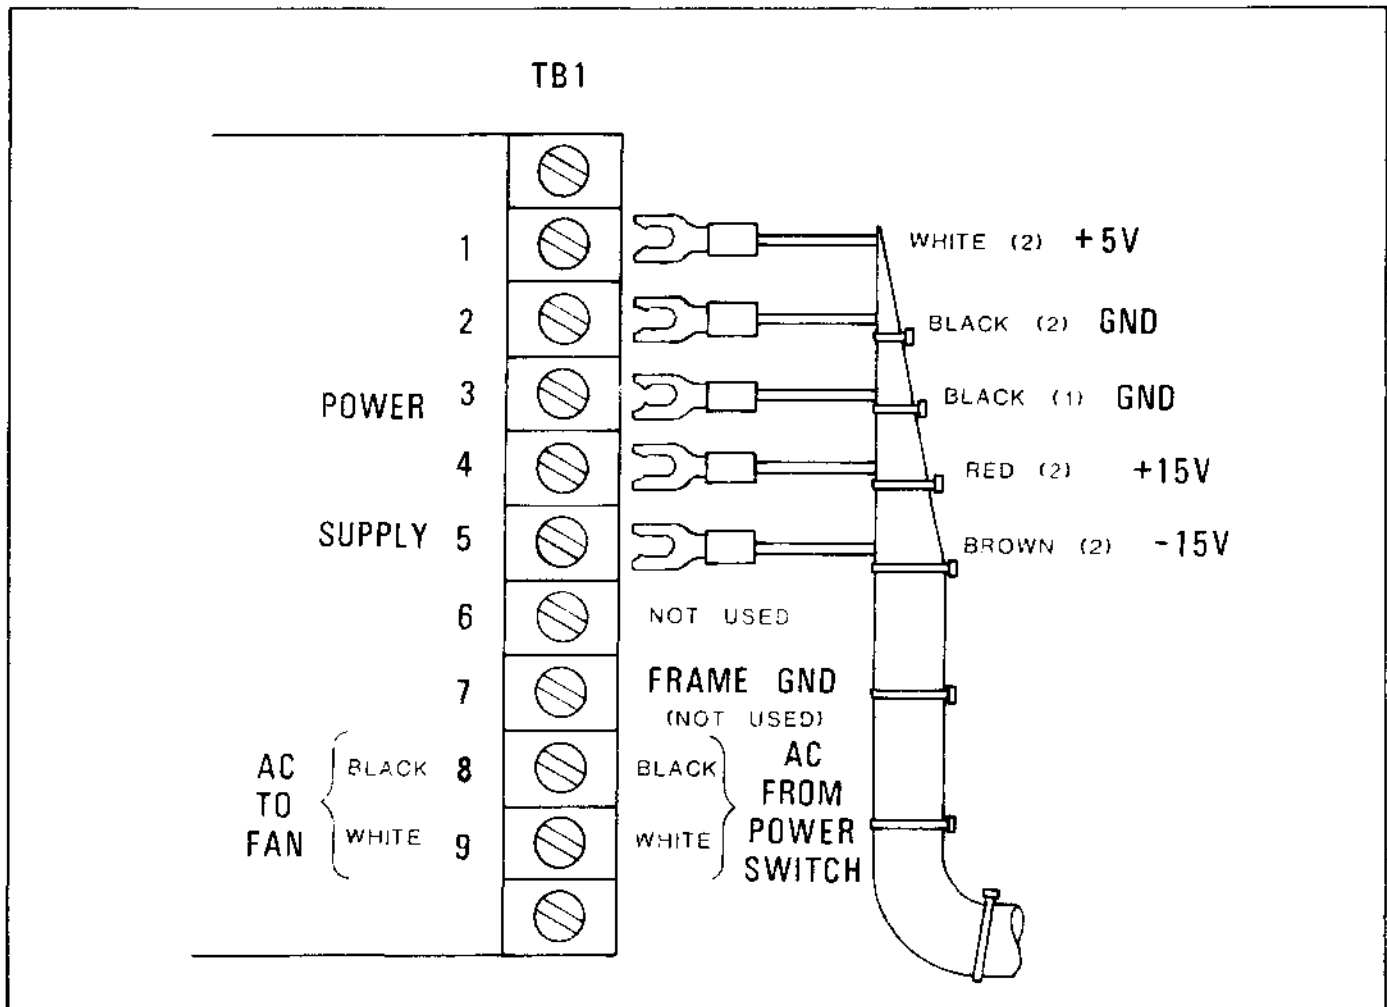 TB1
1 WHITE (2) +5V
2 BLACK (2) GND
POWER 3 BLACK (1) GND
4 RED (2) +15V
SUPPLY 5 BROWN (2) -15V
6 NOT USED
7 FRAME GND
(NOT USED)
AC TO FAN BLACK 8 BLACK AC FROM POWER SWITCH
WHITE 9 WHITE